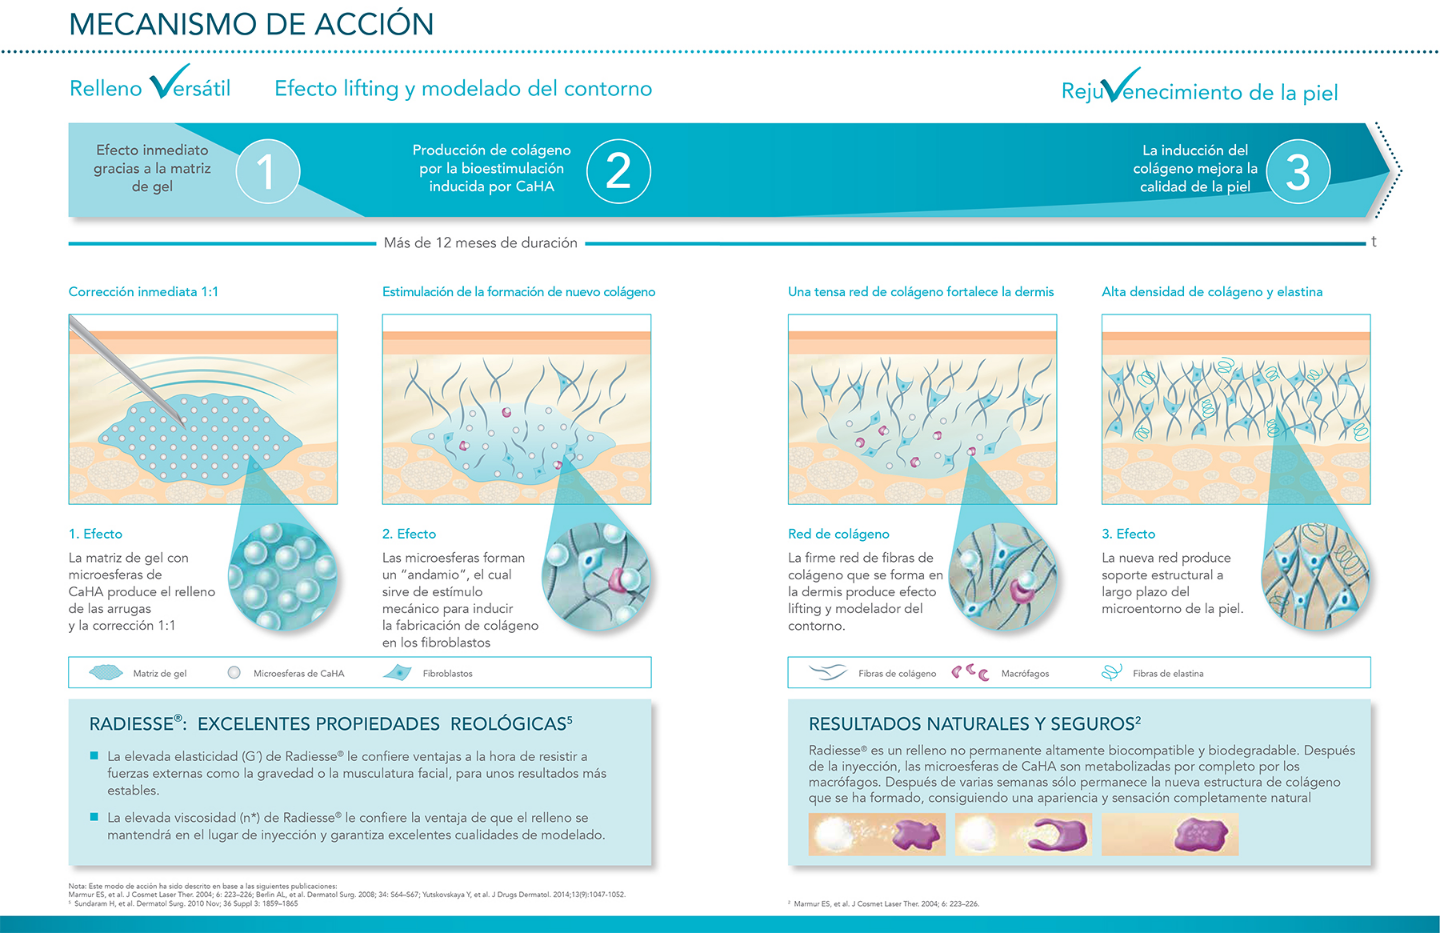 MECANISMO DE ACCIÓN
Relleno Versátil
Efecto lifting y modelado del contorno
Rejuvenecimiento de la piel
Efecto inmediato
gracias a la matriz
de gel
1
Producción de colágeno
por la bioestimulación
inducida por CaHA
2
La inducción del
colágeno mejora la
calidad de la piel
3
Más de 12 meses de duración
t
Corrección inmediata 1:1
Estimulación de la formación de nuevo colágeno
Una tensa red de colágeno fortalece la dermis
Alta densidad de colágeno y elastina
1. Efecto
La matriz de gel con
microesferas de
CaHA produce el relleno
de las arrugas
y la corrección 1:1
2. Efecto
Las microesferas forman
un “andamio”, el cual
sirve de estímulo
mecánico para inducir
la fabricación de colágeno
en los fibroblastos
Red de colágeno
La firme red de fibras de
colágeno que se forma en
la dermis produce efecto
lifting y modelador del
contorno.
3. Efecto
La nueva red produce
soporte estructural a
largo plazo del
microentorno de la piel.
Matriz de gel
Microesferas de CaHA
Fibroblastos
Fibras de colágeno
Macrófagos
Fibras de elastina
RADIESSE®: EXCELENTES PROPIEDADES REOLÓGICAS5
La elevada elasticidad (G´) de Radiesse® le confiere ventajas a la hora de resistir a
fuerzas externas como la gravedad o la musculatura facial, para unos resultados más
estables.
La elevada viscosidad (n*) de Radiesse® le confiere la ventaja de que el relleno se
mantendrá en el lugar de inyección y garantiza excelentes cualidades de modelado.
RESULTADOS NATURALES Y SEGUROS2
Radiesse® es un relleno no permanente altamente biocompatible y biodegradable. Después
de la inyección, las microesferas de CaHA son metabolizadas por completo por los
macrófagos. Después de varias semanas sólo permanece la nueva estructura de colágeno
que se ha formado, consiguiendo una apariencia y sensación completamente natural
Nota: Este modo de acción ha sido descrito en base a las siguientes publicaciones:
Marmur ES, et al. J Cosmet Laser Ther. 2004; 6: 223–226; Berlin AL, et al. Dermatol Surg. 2008; 34: S64–S67; Yutskovskaya Y, et al. J Drugs Dermatol. 2014;13(9):1047-1052.
1 Sundaram H, et al. Dermatol Surg. 2010 Nov; 36 Suppl 3: 1859–1865
2 Marmur ES, et al. J Cosmet Laser Ther. 2004; 6: 223–226.